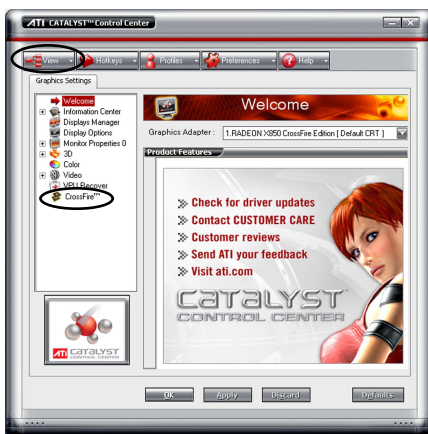 ATI CATALYST™ Control Center
View Hotkeys Profiles Preferences Help
Graphics Settings
Welcome
Information Center
Displays Manager
Display Options
Monitor Properties 0
3D
Color
Video
VPU Recover
CrossFire™
Welcome
Graphics Adapter : 1.RADEON X850 CrossFire Edition [ Default CRT ]
Product Features
Check for driver updates
Contact CUSTOMER CARE
Customer reviews
Send ATI your feedback
Visit ati.com
CATALYST
CONTROL CENTER
ATI CATALYST
CONTROL CENTER
OK Apply Discard Defaults